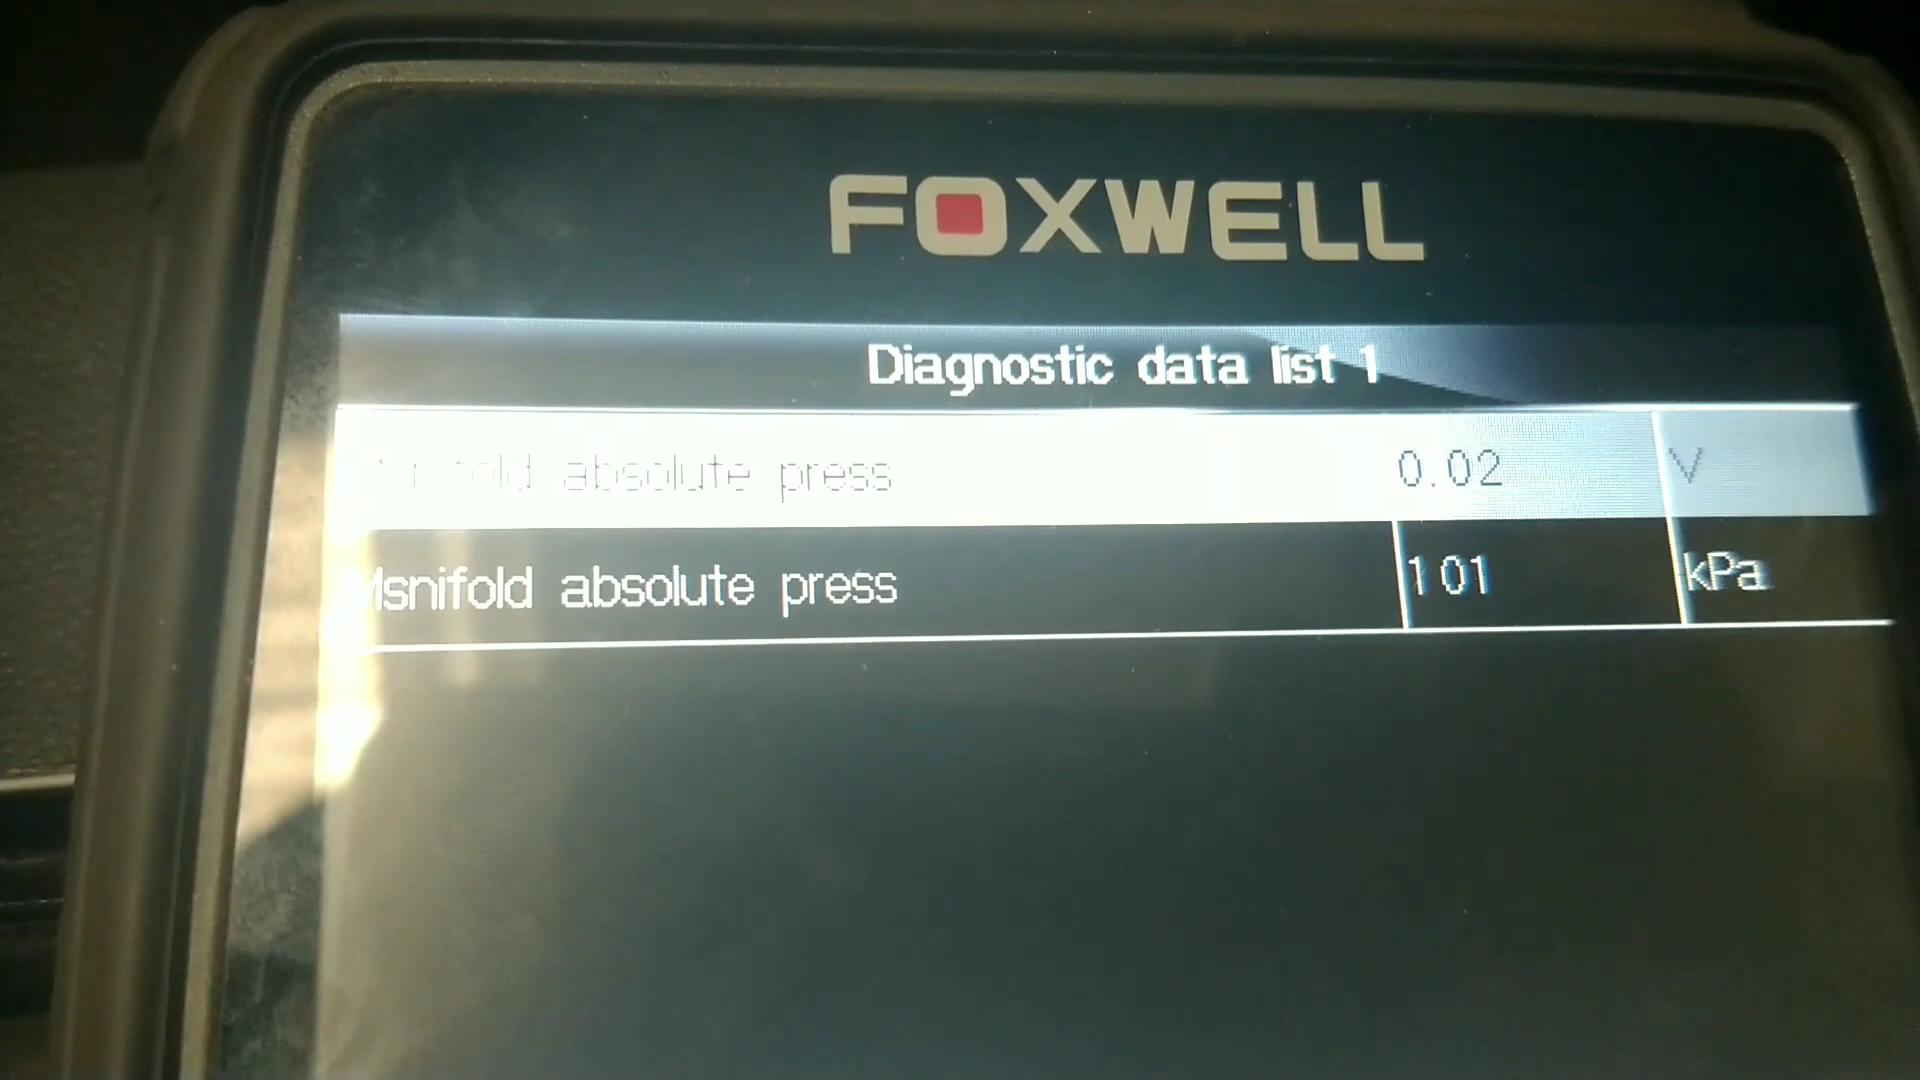 FOXWELL
Diagnostic data list 1
absolute press 0.02 V
Msnifold absolute press 101 kPa